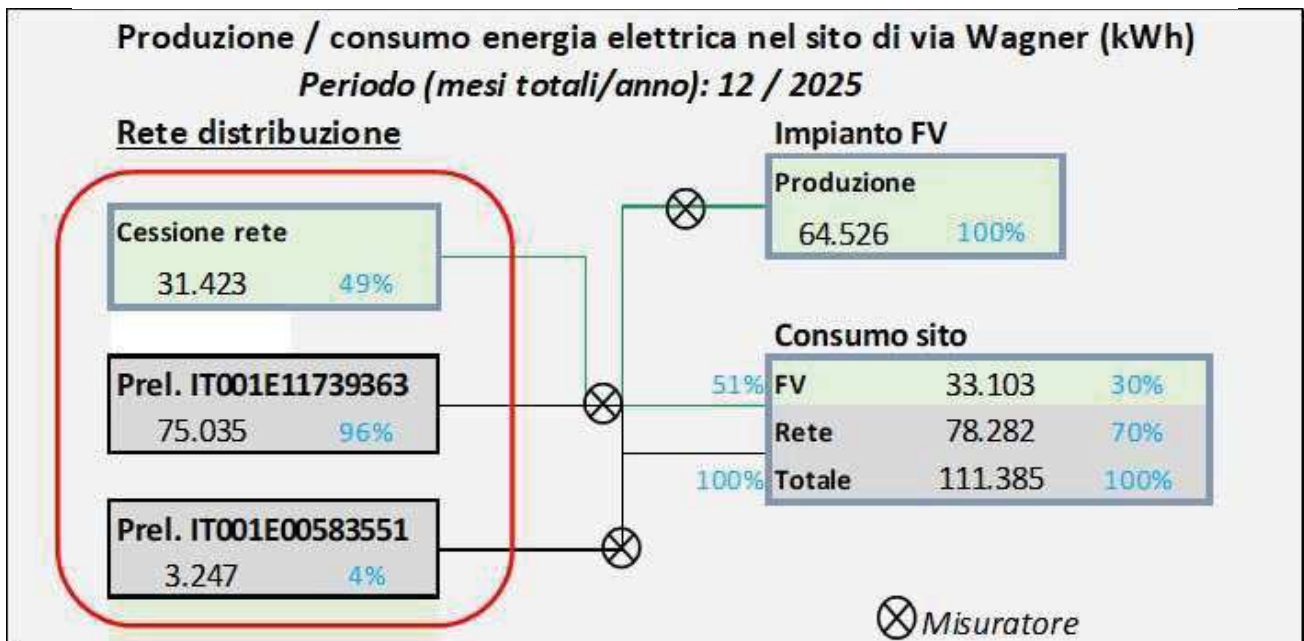 Produzione / consumo energia elettrica nel sito di via Wagner (kWh)
Periodo (mesi totali/anno): 12 / 2025
Rete distribuzione
Impianto FV
Produzione
64.526 100%
Cessione rete
31.423 49%
Consumo sito
Prel. IT001E11739363
75.035 96%
51% FV 33.103 30%
Rete 78.282 70%
100% Totale 111.385 100%
Prel. IT001E00583551
3.247 4%
Misuratore